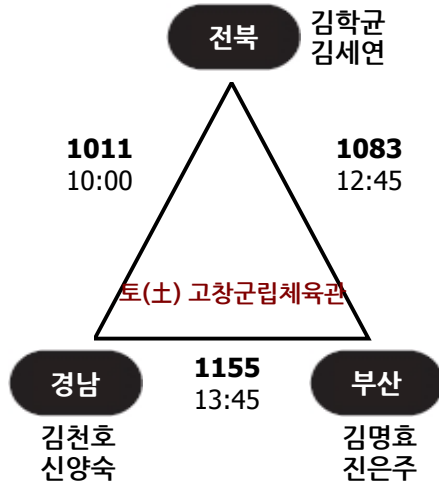 전북
김학균
김세연
1011
10:00
1083
12:45
토(土) 고창군립체육관
경남
1155
13:45
부산
김천호
신양숙
김명효
진은주